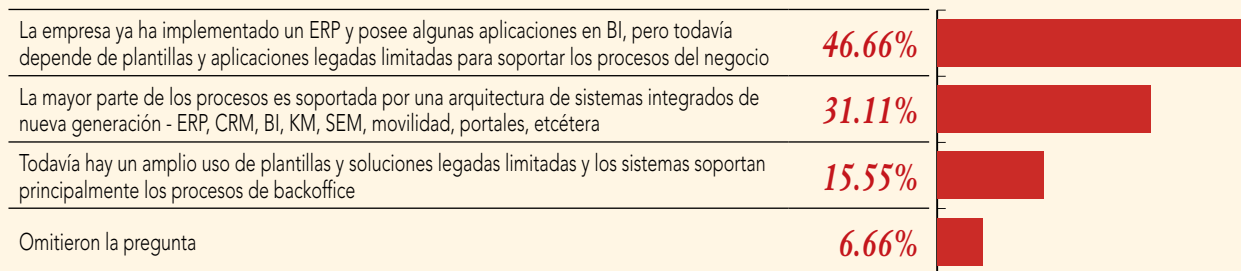 La empresa ya ha implementado un ERP y posee algunas aplicaciones en BI, pero todavía
depende de plantillas y aplicaciones legadas limitadas para soportar los procesos del negocio
46.66%
La mayor parte de los procesos es soportada por una arquitectura de sistemas integrados de
nueva generación - ERP, CRM, BI, KM, SEM, movilidad, portales, etcétera
31.11%
Todavía hay un amplio uso de plantillas y soluciones legadas limitadas y los sistemas soportan
principalmente los procesos de backoffice
15.55%
Omitieron la pregunta
6.66%